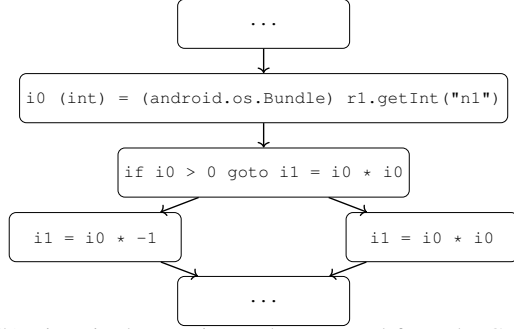 ...
i0 (int) = (android.os.Bundle) r1.getInt("n1")
if i0 > 0 goto i1 = i0 * i0
i1 = i0 * -1
i1 = i0 * i0
...